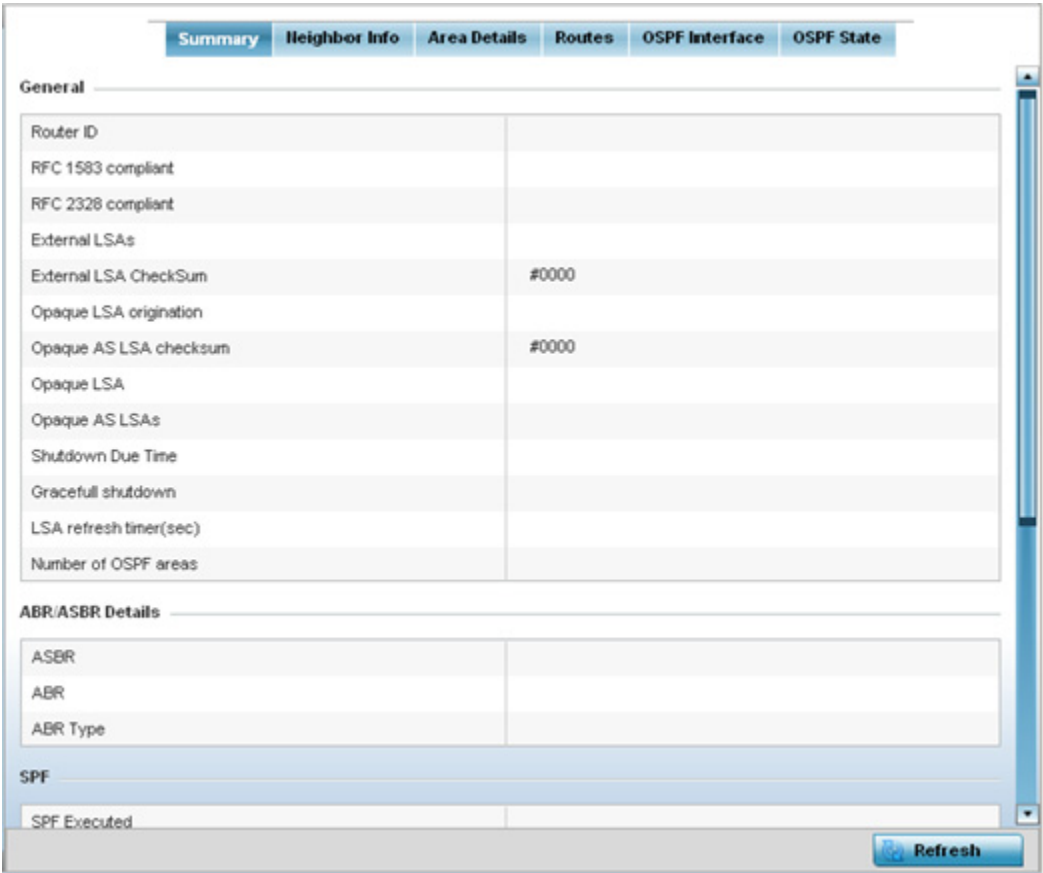 Summary Neighbor Info Area Details Routes OSPF Interface OSPF State
General
Router ID
RFC 1583 compliant
RFC 2328 compliant
External LSAs
External LSA CheckSum #0000
Opaque LSA origination
Opaque AS LSA checksum #0000
Opaque LSA
Opaque AS LSAs
Shutdown Due Time
Gracefull shutdown
LSA refresh timer(sec)
Number of OSPF areas
ABR/ASBR Details
ASBR
ABR
ABR Type
SPF
SPF Executed
Refresh